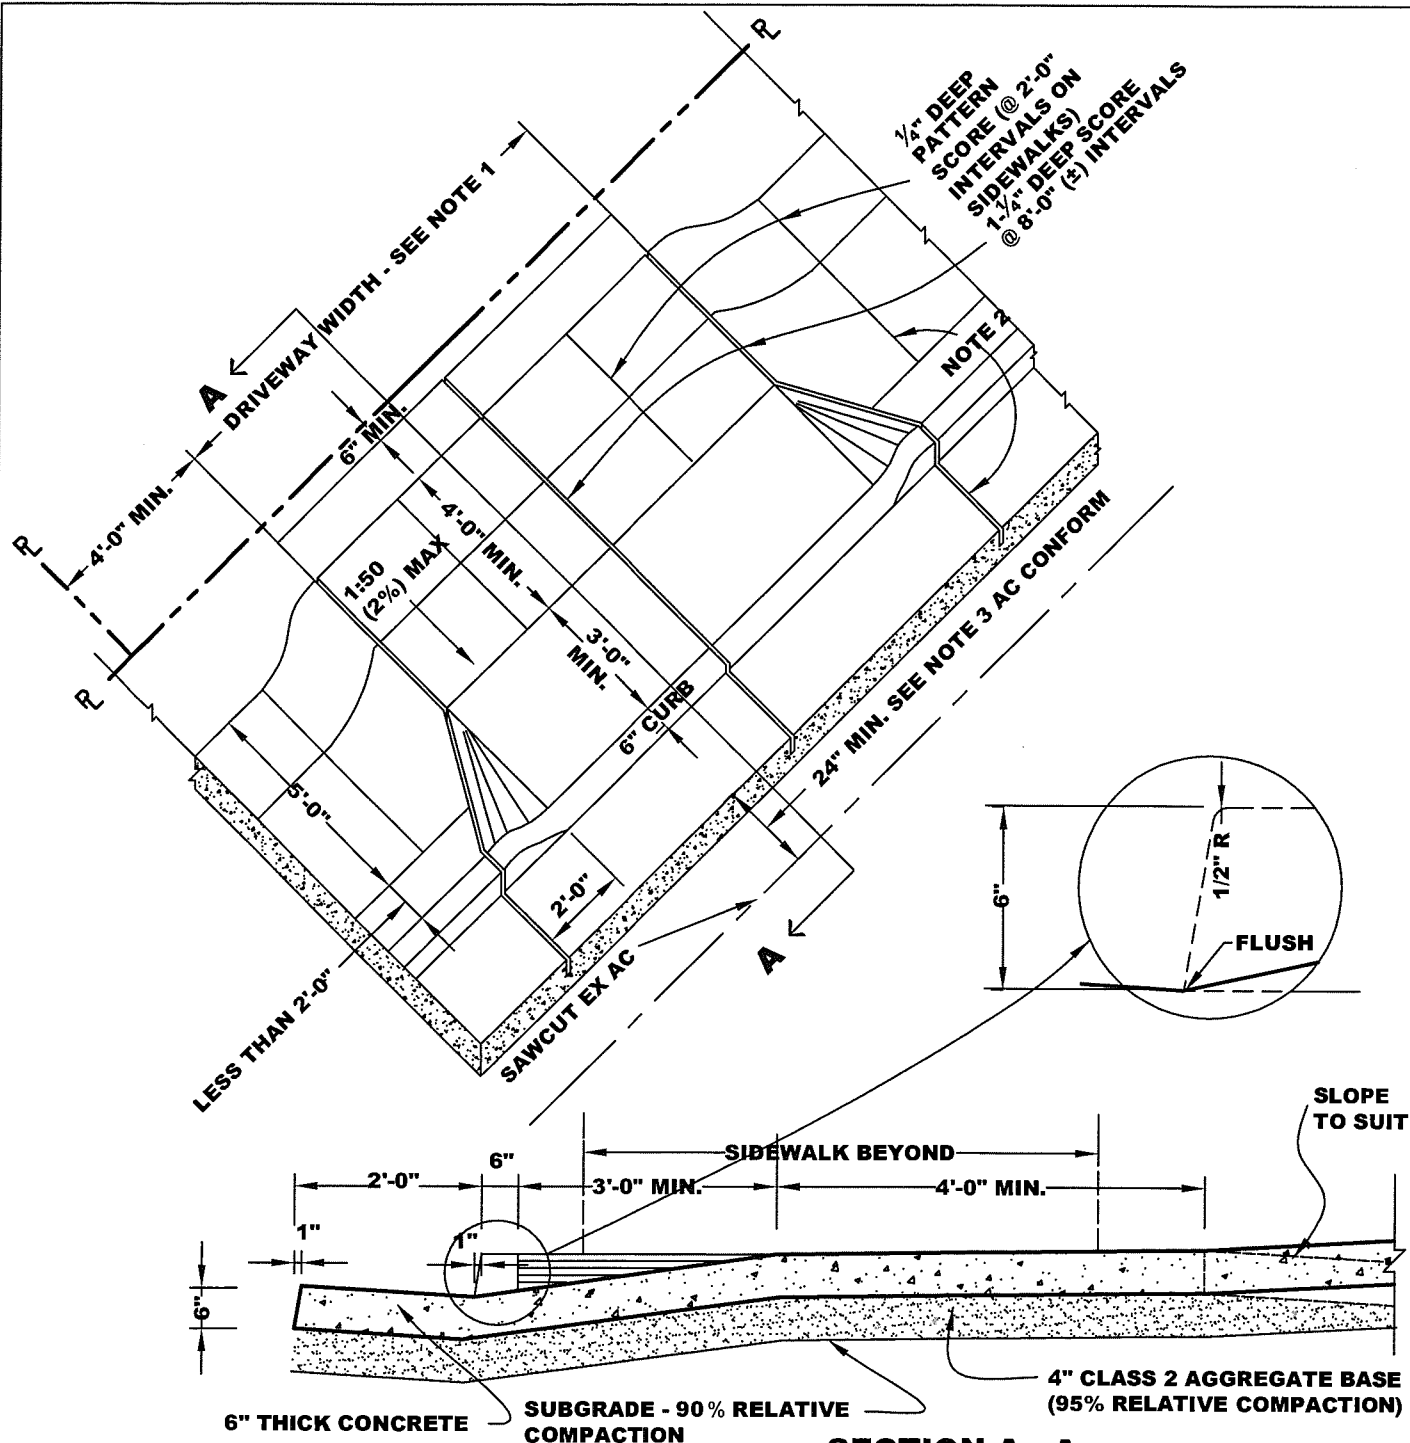 PL
1/4" DEEP
PATTERN
SCORE (@ 2'-0"
INTERVALS ON
SIDEWALKS)
1-1/4" DEEP SCORE
@ 8'-0" (±) INTERVALS
DRIVEWAY WIDTH - SEE NOTE 1
A
NOTE 2
6" MIN.
4'-0" MIN.
PL
4'-0" MIN.
1:50
(2%) MAX
3'-0"
MIN.
PL
6" CURB
24" MIN. SEE NOTE 3 AC CONFORM
5'-0"
2'-0"
A
LESS THAN 2'-0"
SAWCUT EX AC
6"
1/2" R
FLUSH
SLOPE
TO SUIT
SIDEWALK BEYOND
6"
2'-0"
3'-0" MIN.
4'-0" MIN.
1"
1"
6"
4" CLASS 2 AGGREGATE BASE
(95% RELATIVE COMPACTION)
6" THICK CONCRETE
SUBGRADE - 90% RELATIVE
COMPACTION